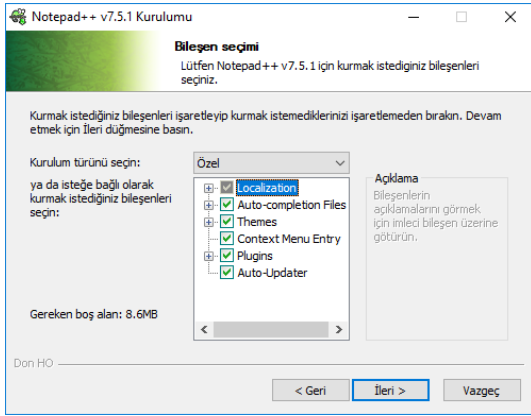 Notepad++ v7.5.1 Kurulumu
Bileşen seçimi
Lütfen Notepad++ v7.5.1 için kurmak istediginiz bileşenleri
seçiniz.
Kurmak istediğiniz bileşenleri işaretleyip kurmak istemediklerinizi işaretlemeden bırakın. Devam
etmek için İleri düğmesine basın.
Kurulum türünü seçin:
Özel
ya da isteğe bağlı olarak
kurmak istediğiniz bileşenleri
seçin:
Localization
Auto-completion Files
Themes
Context Menu Entry
Plugins
Auto-Updater
Açıklama
Bileşenlerin
açıklamalarını görmek
için imleci bileşen üzerine
götürün.
Gereken boş alan: 8.6MB
Don HO
< Geri
İleri >
Vazgeç